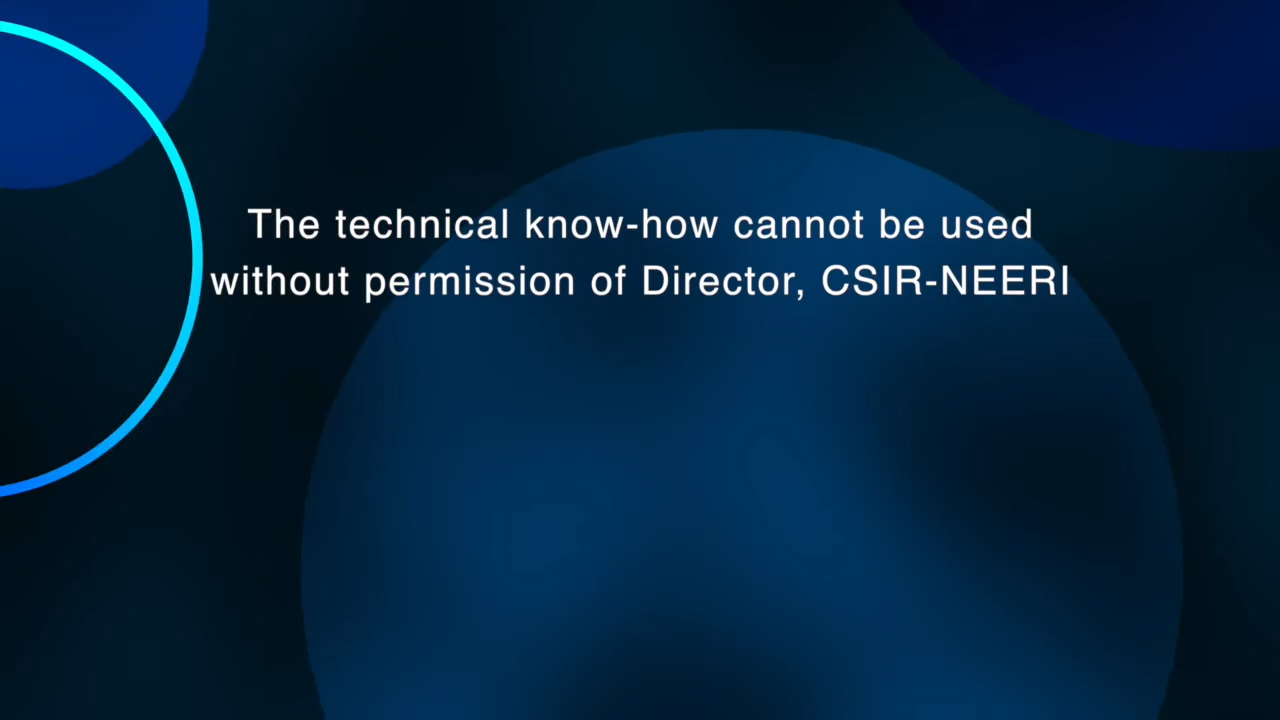 The technical know-how cannot be used
without permission of Director, CSIR-NEERI